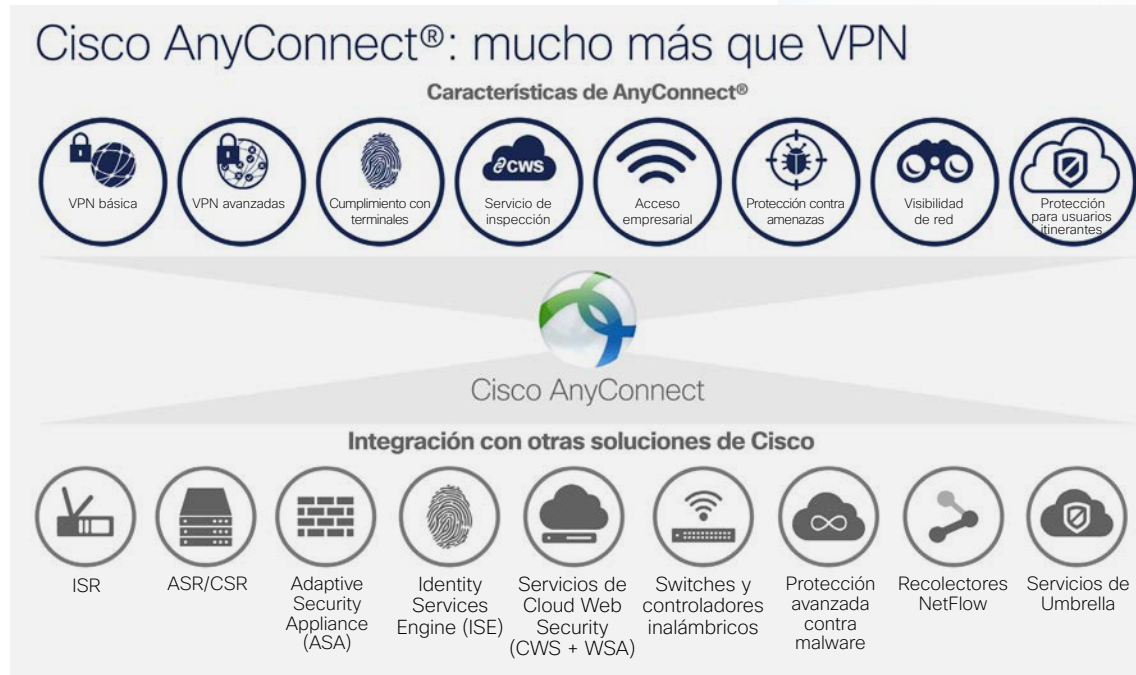 Cisco AnyConnect®: mucho más que VPN
Características de AnyConnect®
VPN básica
VPN avanzadas
Cumplimiento con
terminales
CWS
Servicio de
inspección
Acceso
empresarial
Protección contra
amenazas
Visibilidad
de red
Protección
para usuarios
itinerantes
Cisco AnyConnect
Integración con otras soluciones de Cisco
ISR
ASR/CSR
Adaptive
Security
Appliance
(ASA)
Identity
Services
Engine (ISE)
Servicios de
Cloud Web
Security
(CWS + WSA)
Switches y
controladores
inalámbricos
Protección
avanzada
contra
malware
Recolectores
NetFlow
Servicios de
Umbrella